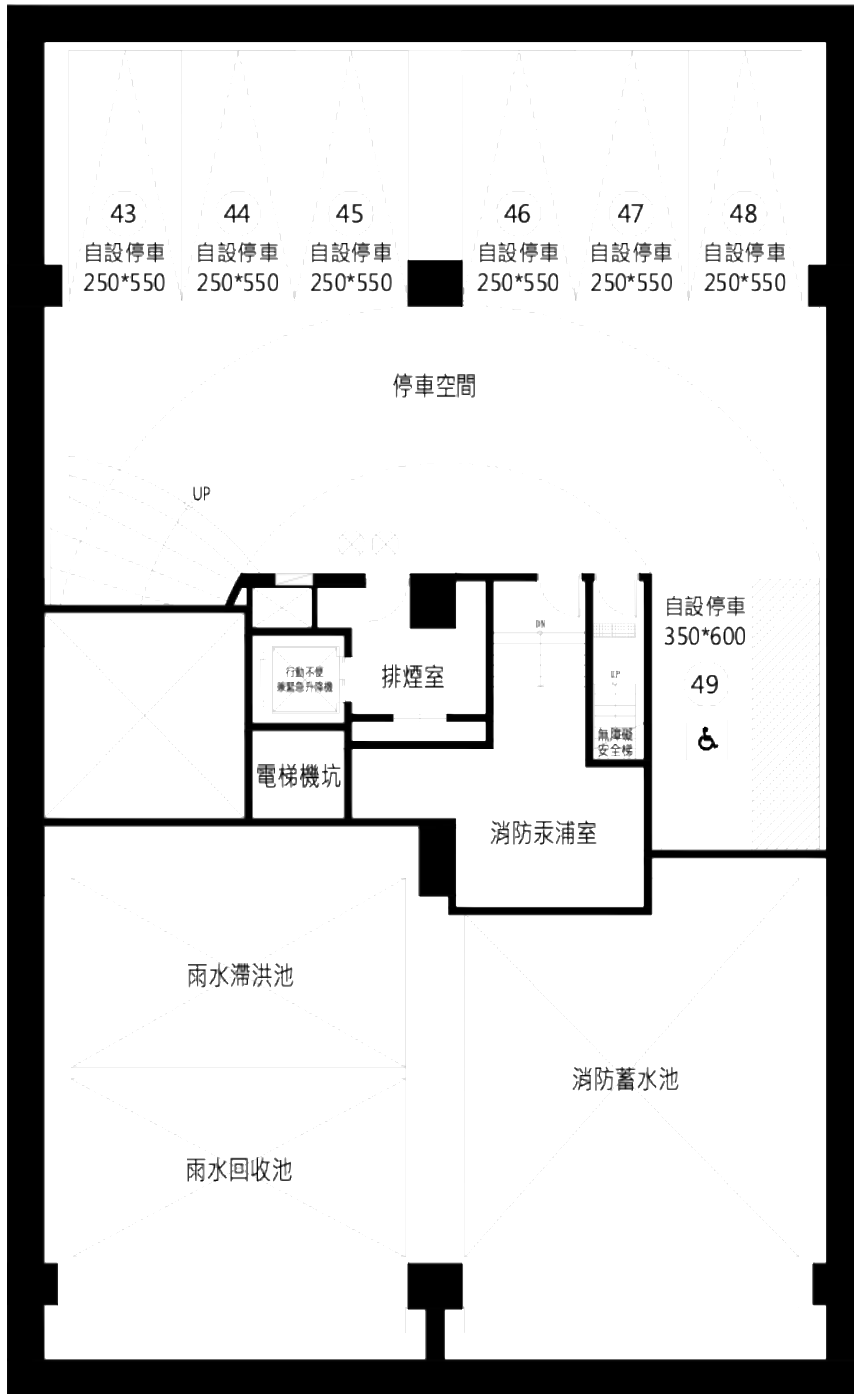 43
自設停車
250*550
44
自設停車
250*550
45
自設停車
250*550
46
自設停車
250*550
47
自設停車
250*550
48
自設停車
250*550
停車空間
UP
自設停車
350*600
49
DN
UP
行動不便
兼緊急升降機
排煙室
無障礙
安全梯
電梯機坑
消防汞浦室
雨水滯洪池
消防蓄水池
雨水回收池